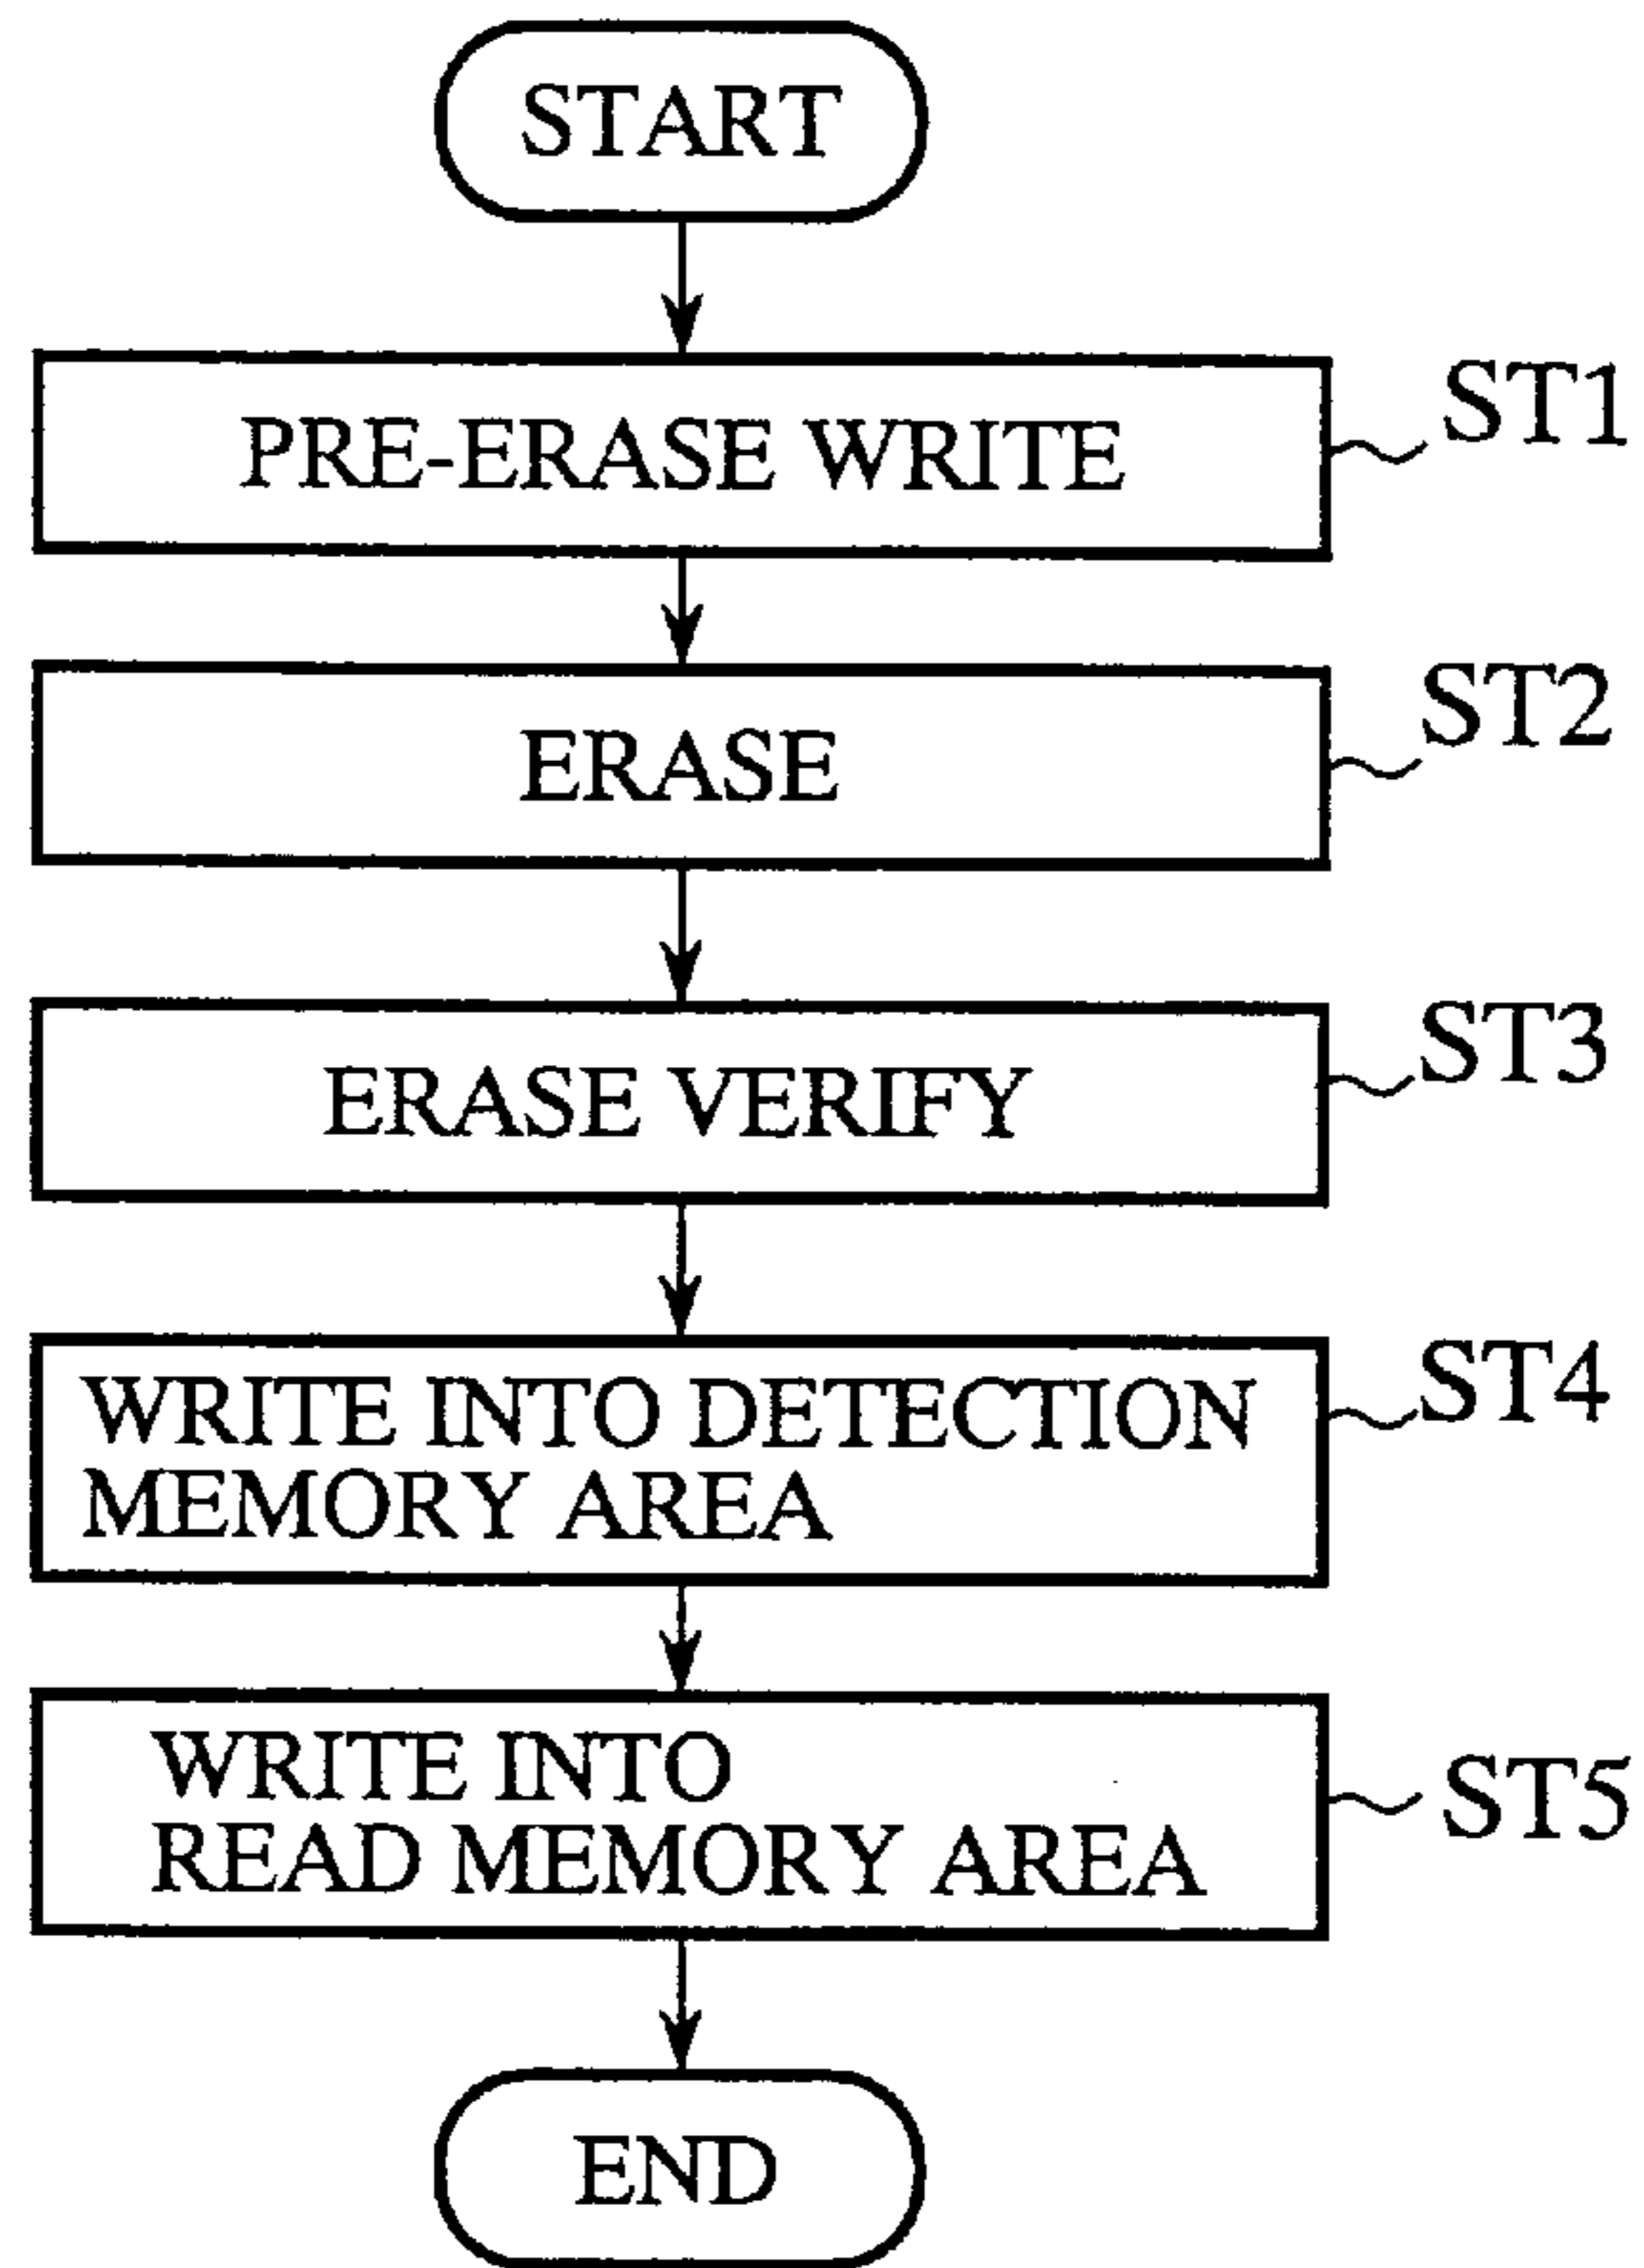 START
PRE-ERASE WRITE
ST1
ERASE
ST2
ERASE VERIFY
ST3
WRITE INTO DETECTION
MEMORY AREA
ST4
WRITE INTO
READ MEMORY AREA
ST5
END